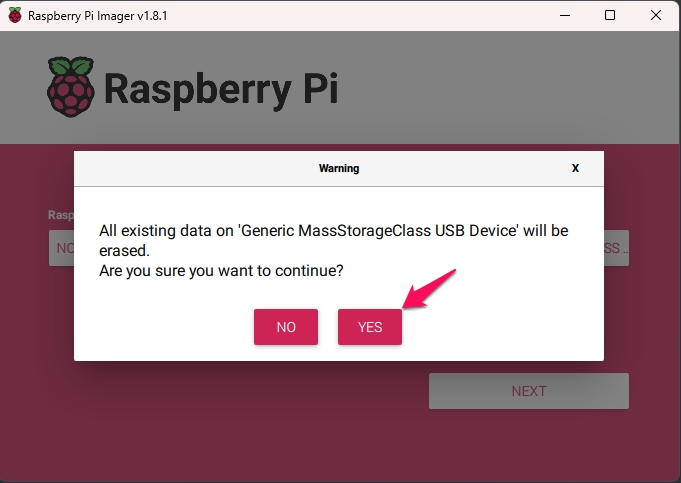 Raspberry Pi Imager v1.8.1
Raspberry Pi
Warning
X
Rasp
All existing data on 'Generic MassStorageClass USB Device' will be
erased.
Are you sure you want to continue?
NO
SS ..
NO
YES
NEXT